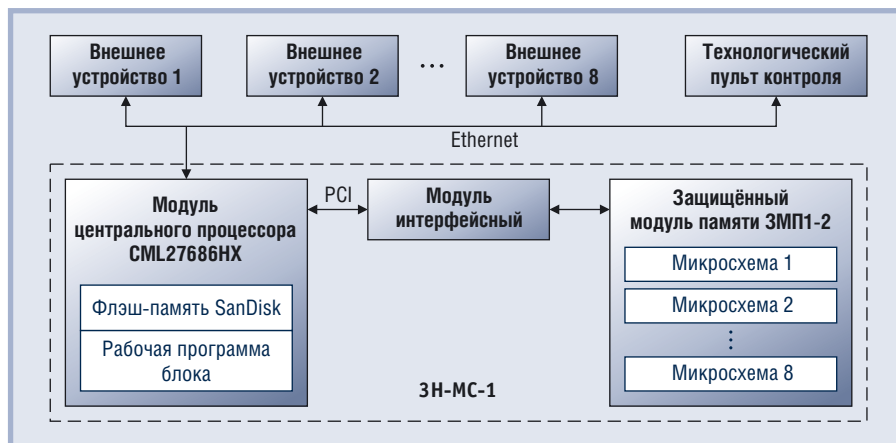 Внешнее
устройство 1
Внешнее
устройство 2
...
Внешнее
устройство 8
Технологический
пульт контроля
Ethernet
Модуль
центрального процессора
CML27686HX
Флэш-память SanDisk
Рабочая программа
блока
PCI
Модуль
интерфейсный
Защищённый
модуль памяти ЗМП1-2
Микросхема 1
Микросхема 2
⋮
Микросхема 8
ЗН-МС-1